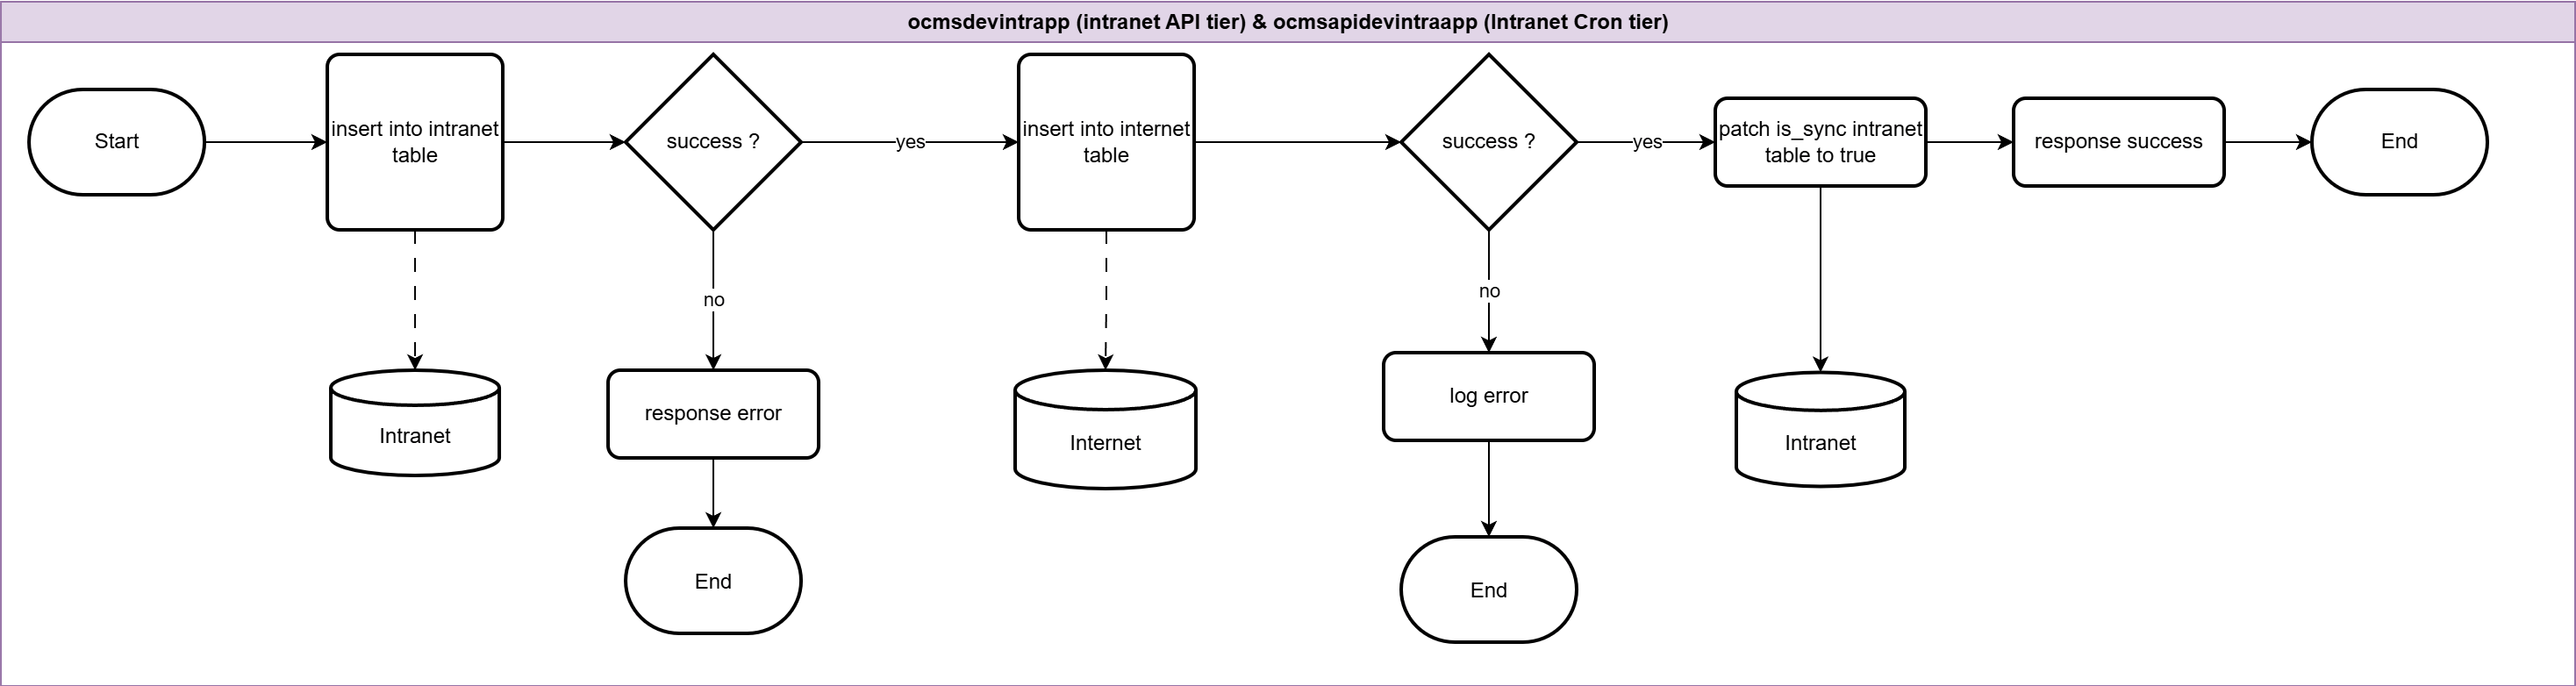 ocmsdevintrapp (intranet API tier) & ocmsapidevintraapp (Intranet Cron tier)
Start
insert into intranet
table
success ?
yes
insert into internet
table
success ?
yes
patch is_sync intranet
table to true
response success
End
no
no
Intranet
response error
Internet
log error
Intranet
End
End